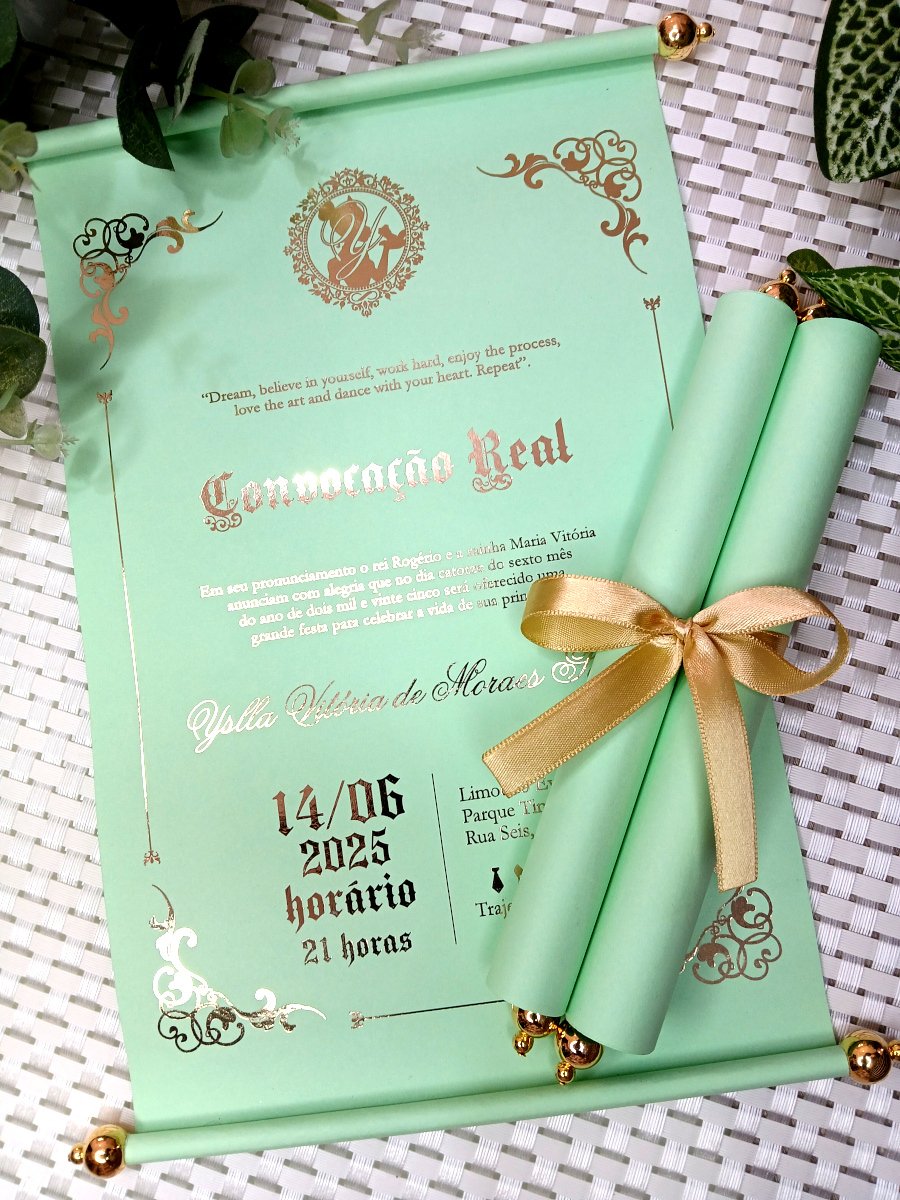 Y
“Dream, believe in yourself, work hard, enjoy the process,
love the art and dance with your heart. Repeat”.
Convocação Real
Em seu pronunciamento o rei Rogério e a rainha Maria Vitória
anunciam com alegria que no dia catorze do sexto mês
do ano de dois mil e vinte cinco será oferecido uma
grande festa para celebrar a vida de sua
Yslla Vitória de Moraes
14/06
2025
horário
21 horas
Parque
Rua Seis,